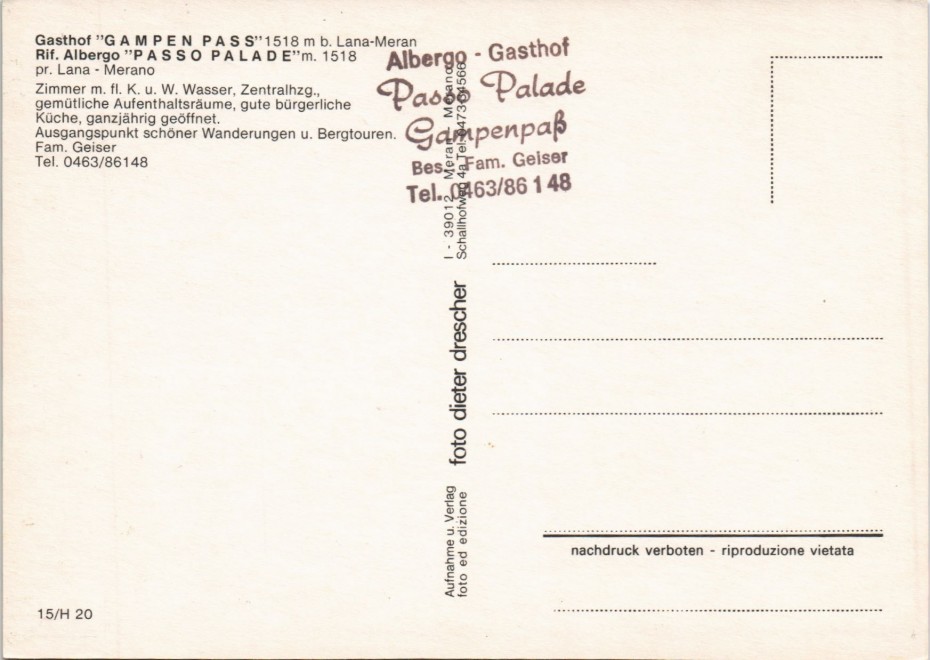 Gasthof "GAMPEN PASS" 1518 m b. Lana-Meran
Rif. Albergo "PASSO PALADE" m. 1518
pr. Lana - Merano
Zimmer m. fl. K. u. W. Wasser, Zentralhzg.,
gemütliche Aufenthaltsräume, gute bürgerliche
Küche, ganzjährig geöffnet.
Ausgangspunkt schöner Wanderungen u. Bergtouren.
Fam. Geiser
Tel. 0463/86148
Albergo - Gasthof
Passo Palade
Gampenpaß
Bes. Fam. Geiser
Tel. 0463/86 148
Aufnahme u. Verlag
foto ed edizione
foto dieter drescher
I - 39012 Meran - Merano
Schallhofweg 4a Tel. 0473
nachdruck verboten - riproduzione vietata
15/H 20